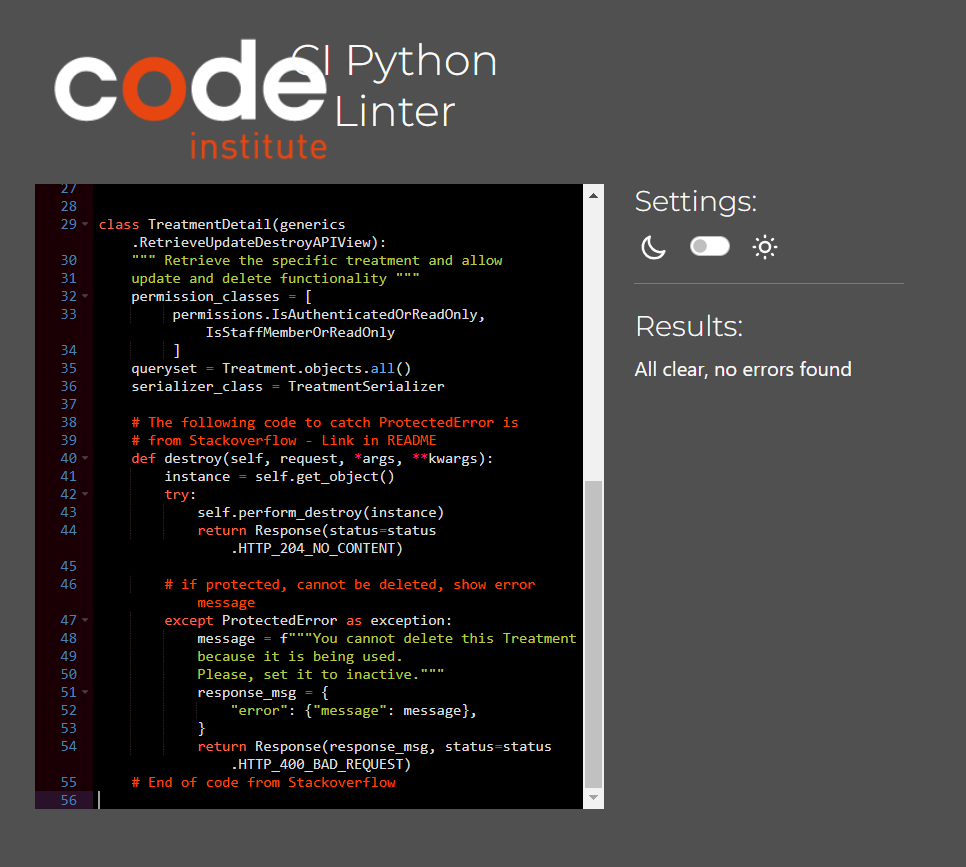 code
institute
CI Python
Linter
27
28
29 class TreatmentDetail(generics
.RetrieveUpdateDestroyAPIView):
30 """ Retrieve the specific treatment and allow
31 update and delete functionality """
32 permission_classes = [
33 permissions.IsAuthenticatedOrReadOnly,
IsStaffMemberOrReadOnly
34 ]
35 queryset = Treatment.objects.all()
36 serializer_class = TreatmentSerializer
37
38 # The following code to catch ProtectedError is
39 # from Stackoverflow - Link in README
40 def destroy(self, request, *args, **kwargs):
41 instance = self.get_object()
42 try:
43 self.perform_destroy(instance)
44 return Response(status=status
.HTTP_204_NO_CONTENT)
45
46 # if protected, cannot be deleted, show error
message
47 except ProtectedError as exception:
48 message = f"""You cannot delete this Treatment
49 because it is being used.
50 Please, set it to inactive."""
51 response_msg = {
52 "error": {"message": message},
53 }
54 return Response(response_msg, status=status
.HTTP_400_BAD_REQUEST)
55 # End of code from Stackoverflow
56
Settings:
Results:
All clear, no errors found